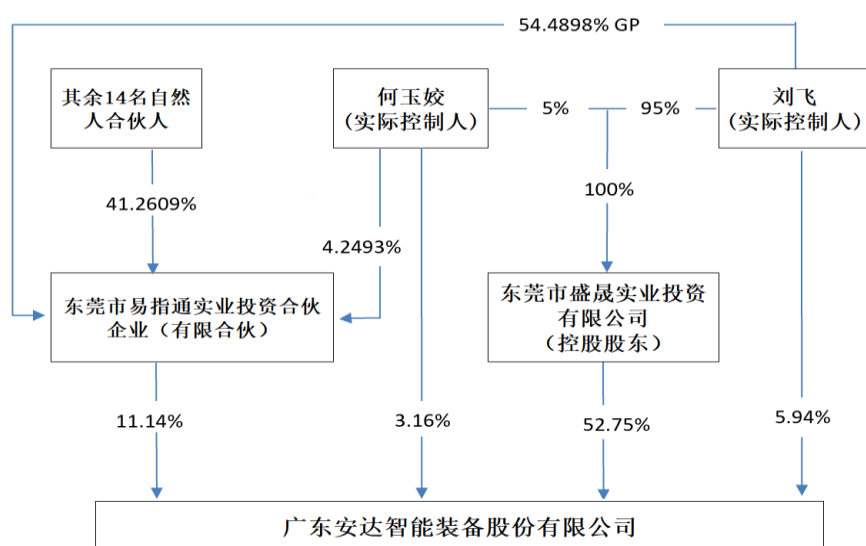 54.4898% GP
其余14名自然
人合伙人
何玉姣
（实际控制人）
5%
95%
刘飞
（实际控制人）
41.2609%
4.2493%
100%
东莞市易指通实业投资合伙
企业（有限合伙）
东莞市盛晟实业投资
有限公司
（控股股东）
11.14%
3.16%
52.75%
5.94%
广东安达智能装备股份有限公司